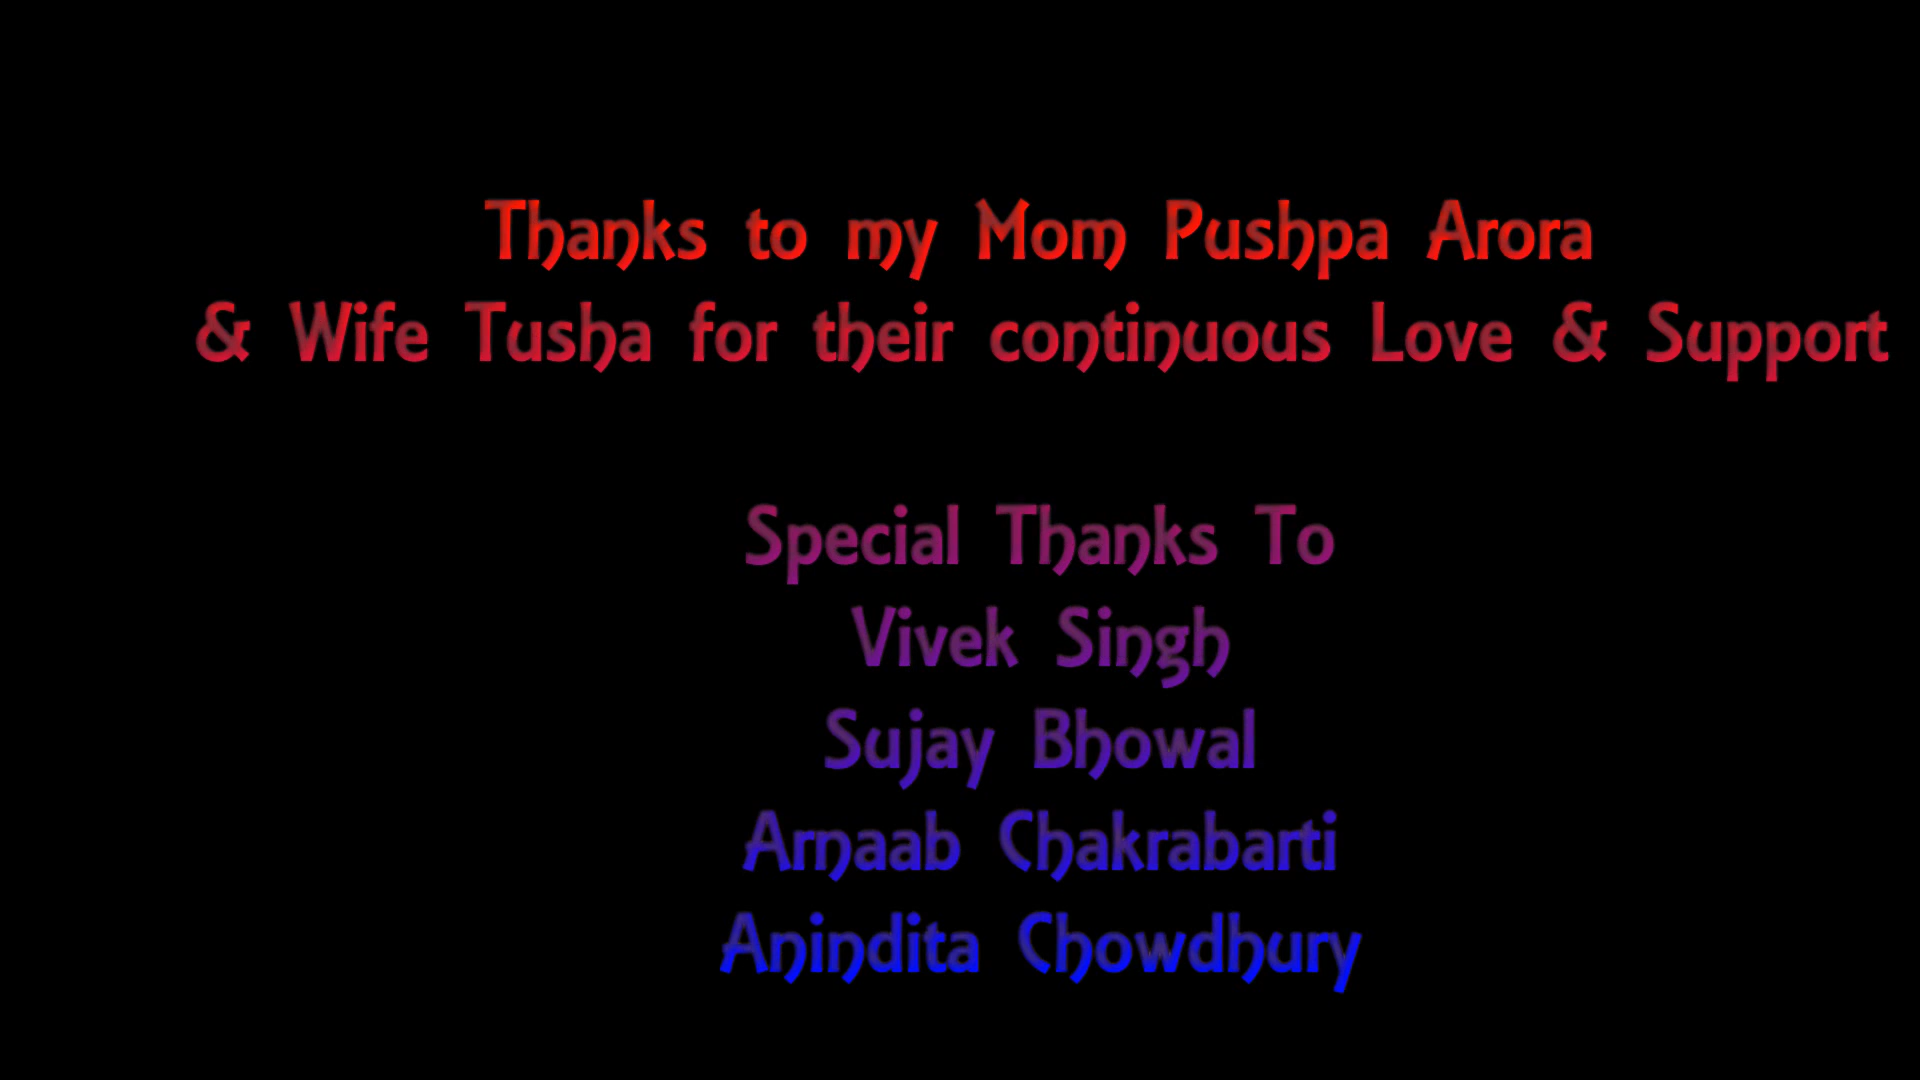 Thanks to my Mom Pushpa Arora
& Wife Tusha for their continuous Love & Support
Special Thanks To
Vivek Singh
Sujay Bhowal
Arnaab Chakrabarti
Anindita Chowdhury